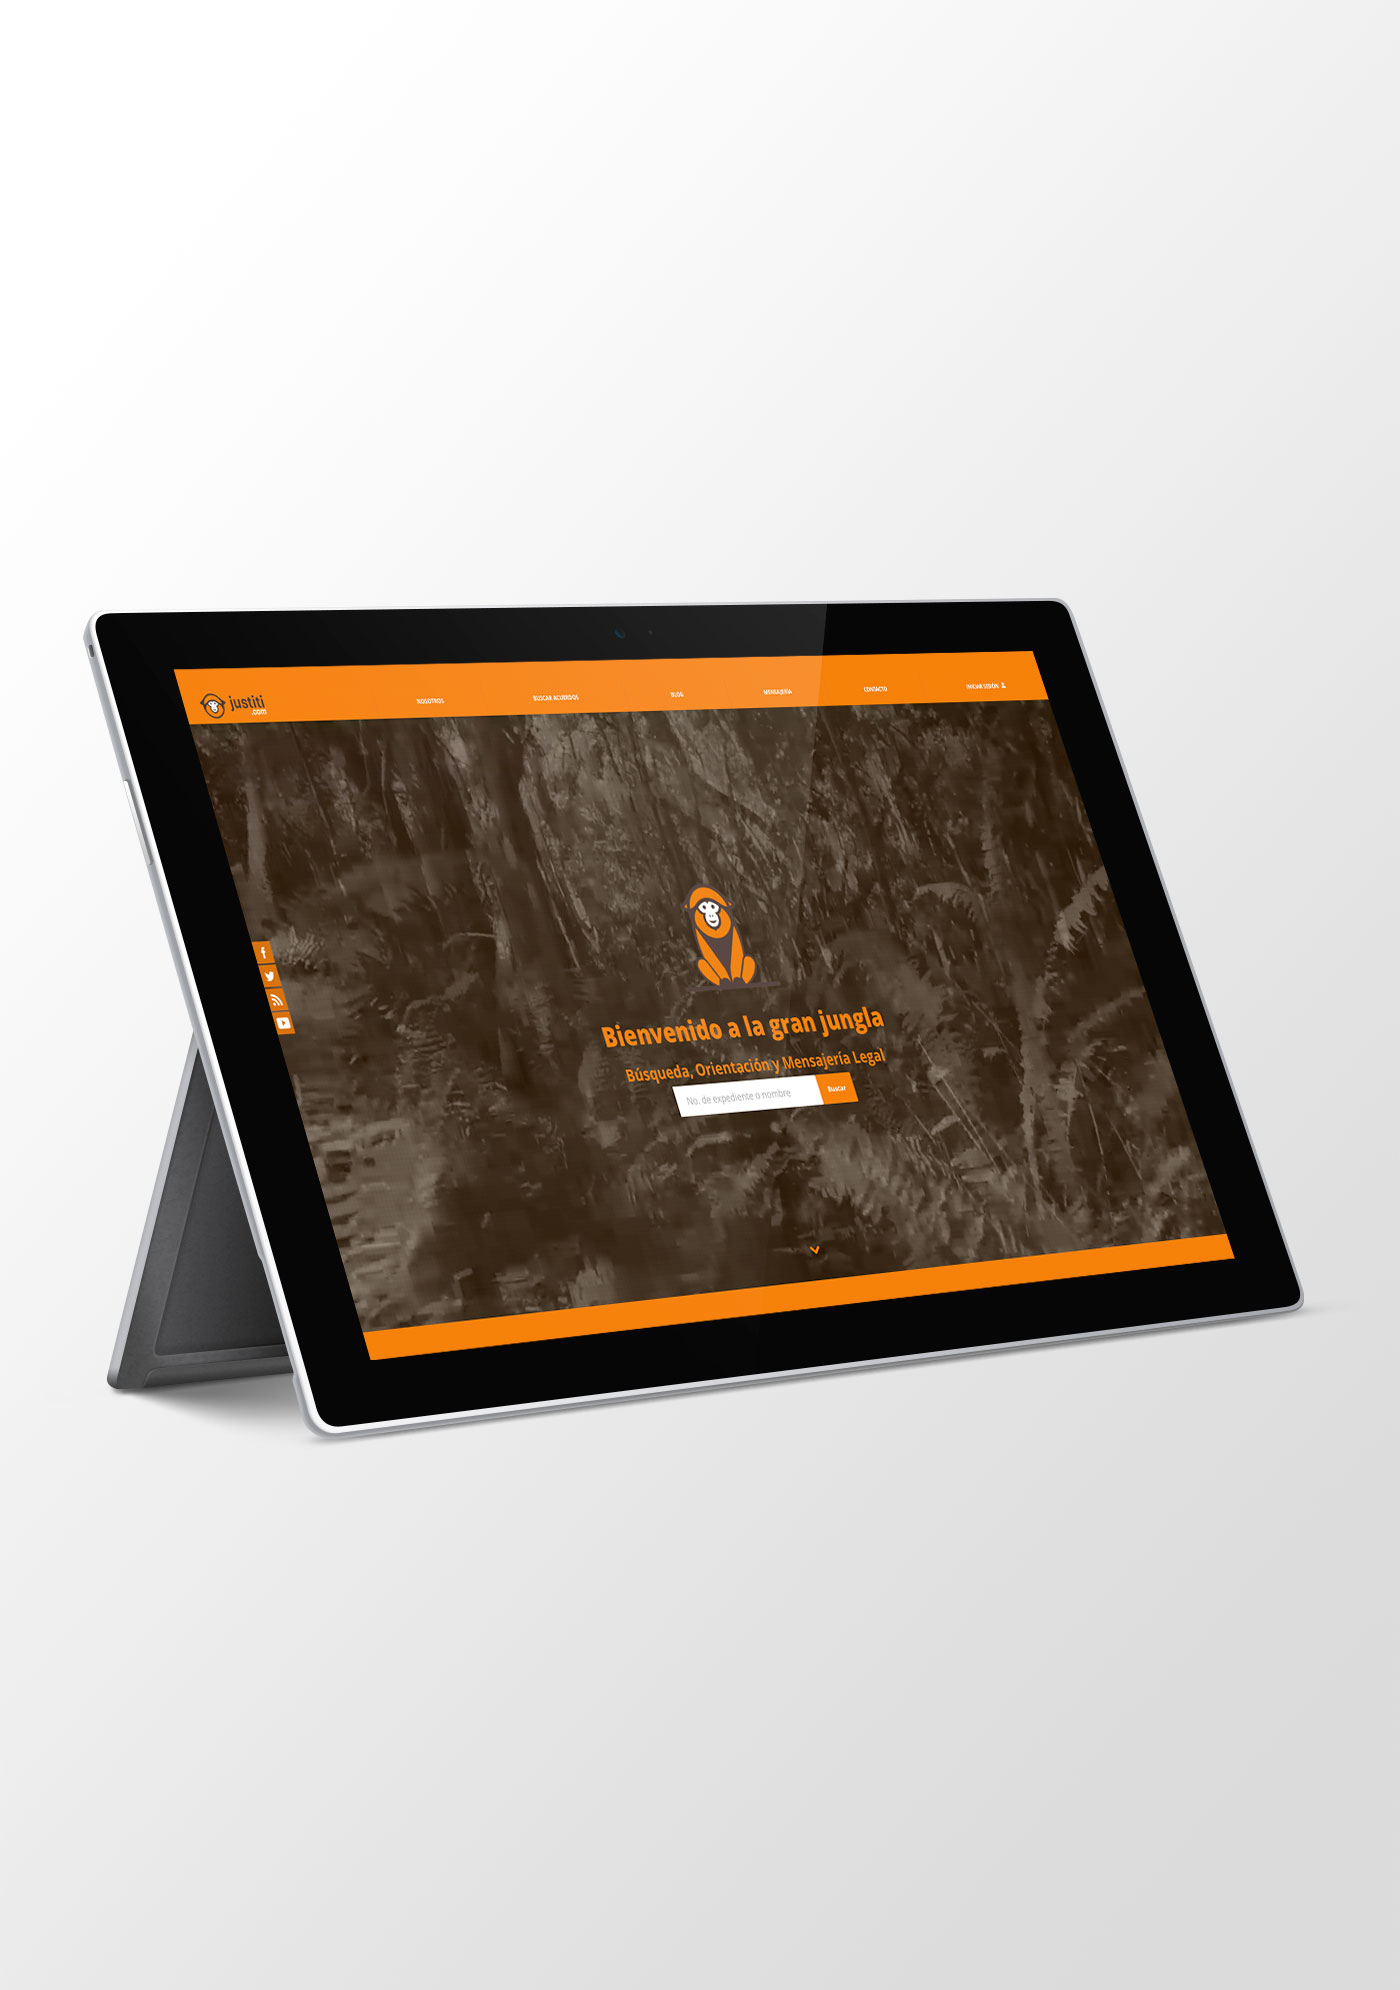 justiti
.com
NOSOTROS
BUSCAR ACUERDOS
BLOG
MENSAJERÍA
CONTACTO
INICIAR SESIÓN
Bienvenido a la gran jungla
Búsqueda, Orientación y Mensajería Legal
No. de expediente o nombre
Buscar